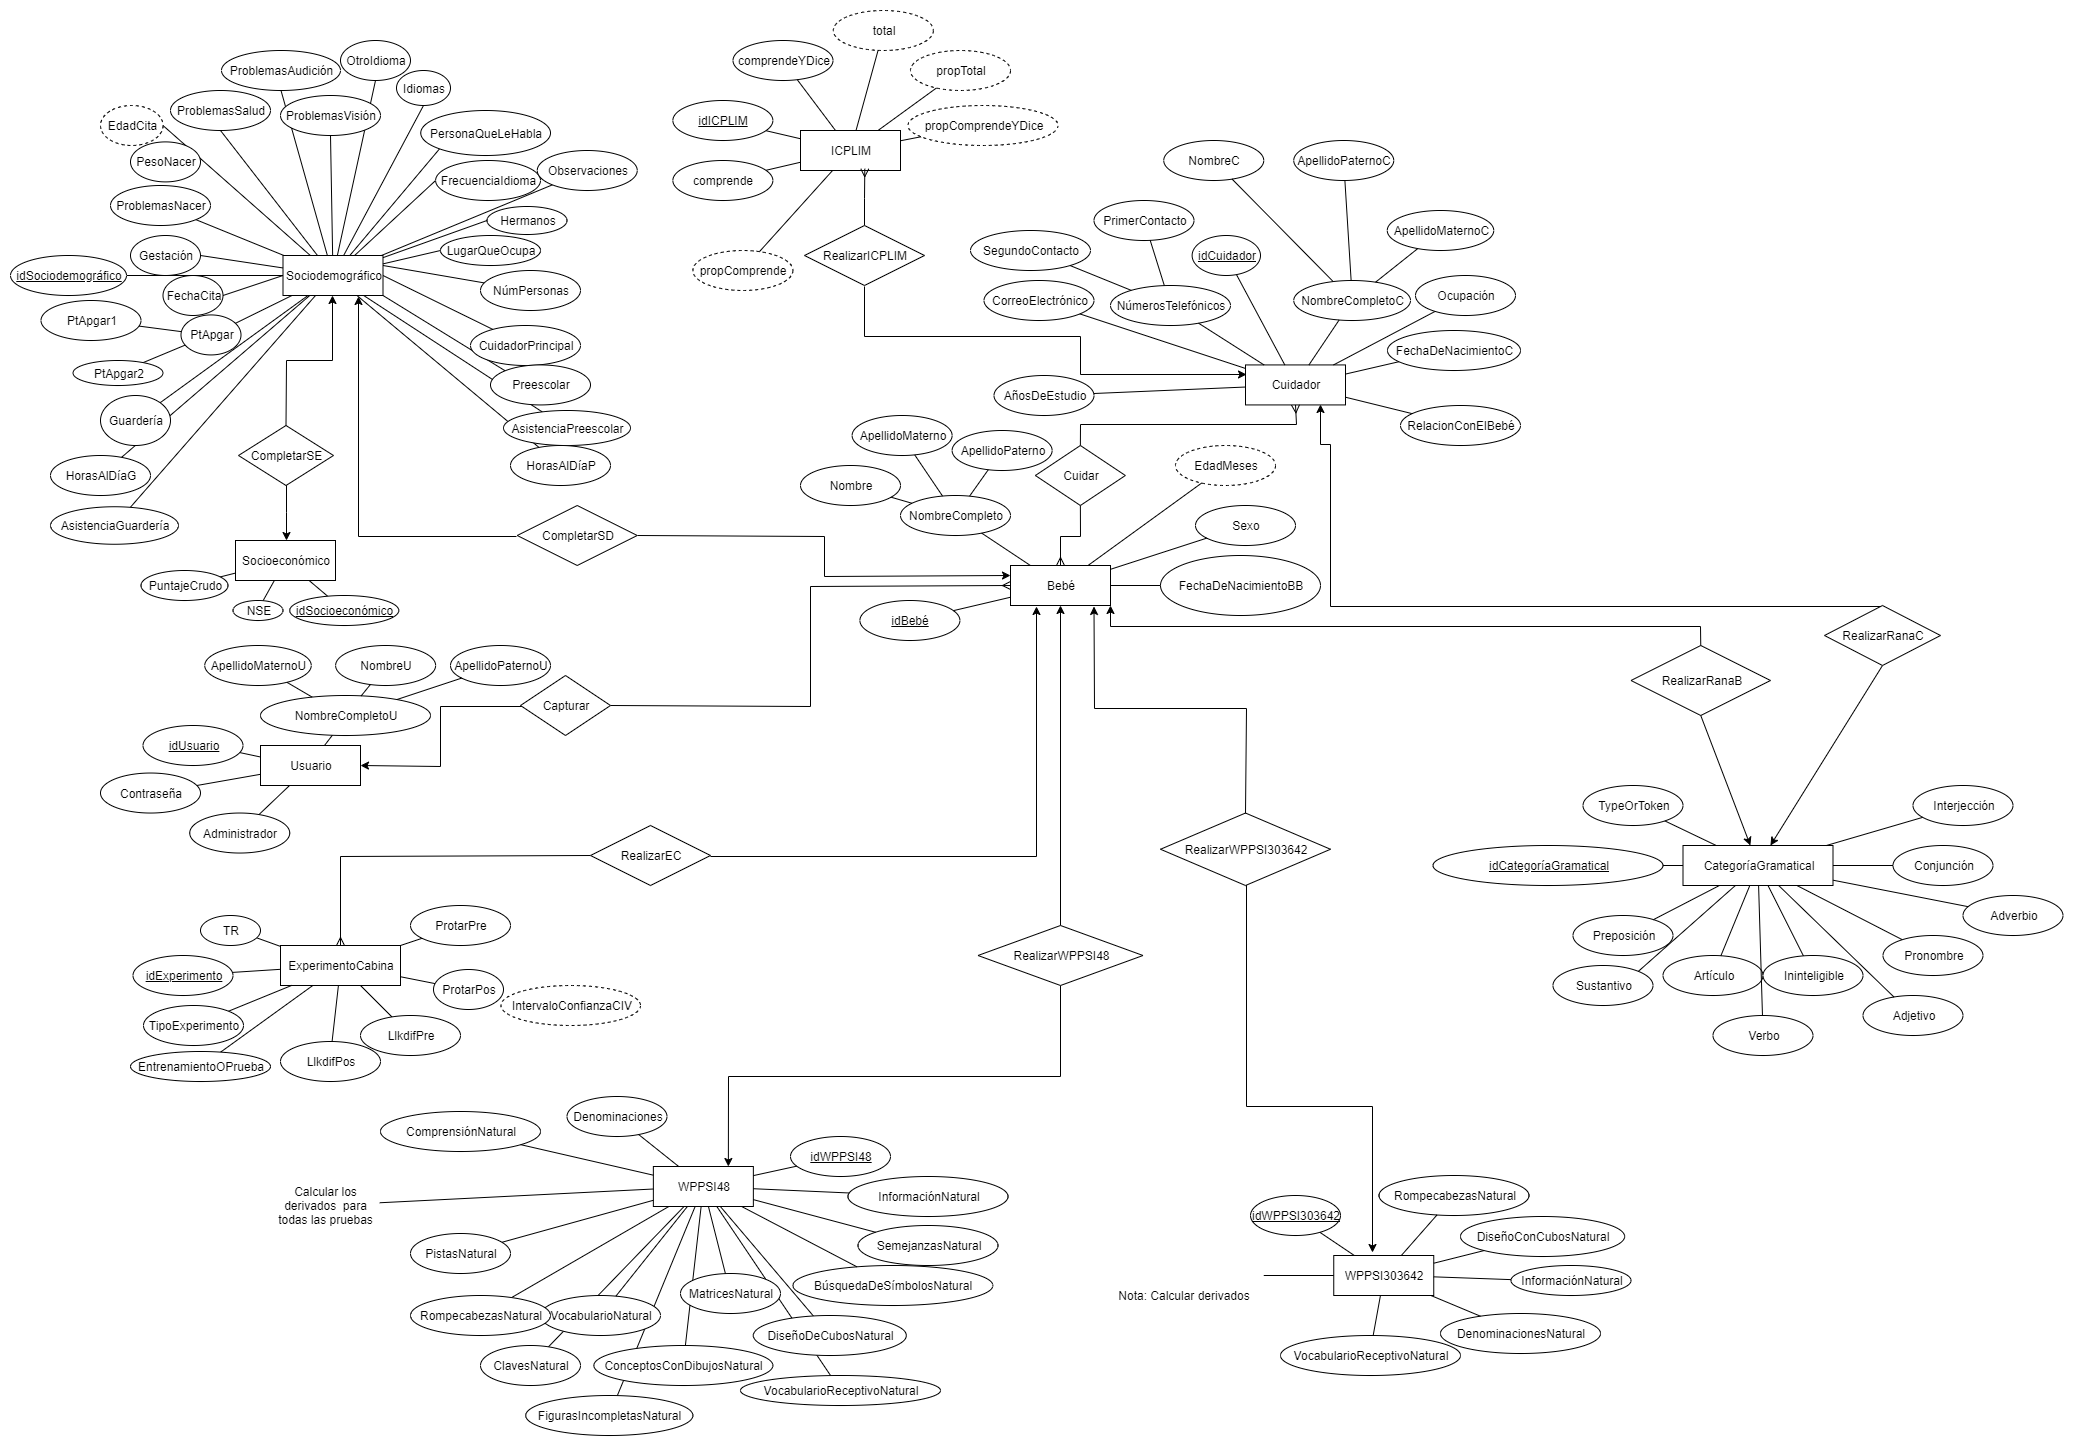 total
comprendeYDice
propTotal
OtroIdioma
ProblemasAudición
Idiomas
ProblemasSalud
ProblemasVisión
EdadCita
PersonaQueLeHabla
idICPLIM
propComprendeYDice
ICPLIM
PesoNacer
NombreC
ApellidoPaternoC
Observaciones
FrecuenciaIdioma
comprende
ProblemasNacer
Hermanos
PrimerContacto
ApellidoMaternoC
LugarQueOcupa
SegundoContacto
Gestación
RealizarICPLIM
idCuidador
idSociodemográfico
Sociodemográfico
propComprende
NúmPersonas
FechaCita
CorreoElectrónico
NúmerosTelefónicos
NombreCompletoC
Ocupación
PtApgar1
PtApgar
CuidadorPrincipal
FechaDeNacimientoC
PtApgar2
Preescolar
Cuidador
AñosDeEstudio
Guardería
AsistenciaPreescolar
RelacionConElBebé
ApellidoMaterno
ApellidoPaterno
CompletarSE
HorasAlDíaP
EdadMeses
HorasAlDíaG
Cuidar
Nombre
NombreCompleto
AsistenciaGuardería
Sexo
CompletarSD
Socioeconómico
PuntajeCrudo
Bebé
FechaDeNacimientoBB
NSE
idSocioeconómico
idBebé
RealizarRanaC
ApellidoMaternoU
NombreU
ApellidoPaternoU
RealizarRanaB
Capturar
NombreCompletoU
idUsuario
Usuario
Contraseña
Administrador
TypeOrToken
Interjección
RealizarEC
RealizarWPPSI303642
idCategoríaGramatical
CategoríaGramatical
Conjunción
Adverbio
TR
ProtarPre
Preposición
RealizarWPPSI48
Pronombre
ExperimentoCabina
idExperimento
ProtarPos
Sustantivo
Artículo
Ininteligible
IntervaloConfianzaCIV
Adjetivo
TipoExperimento
LlkdifPre
Verbo
LlkdifPos
EntrenamientoOPrueba
Denominaciones
ComprensiónNatural
idWPPSI48
WPPSI48
InformaciónNatural
RompecabezasNatural
Calcular los
derivados para
todas las pruebas
idWPPSI303642
DiseñoConCubosNatural
PistasNatural
SemejanzasNatural
WPPSI303642
InformaciónNatural
BúsquedaDeSímbolosNatural
MatricesNatural
Nota: Calcular derivados
RompecabezasNatural
VocabularioNatural
DiseñoDeCubosNatural
DenominacionesNatural
VocabularioReceptivoNatural
ClavesNatural
ConceptosConDibujosNatural
VocabularioReceptivoNatural
FigurasIncompletasNatural